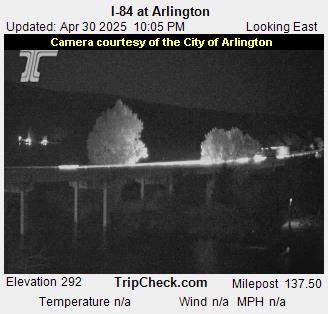 I-84 at Arlington
Updated: Apr 30 2025 10:05 PM Looking East
Camera courtesy of the City of Arlington
Elevation 292 TripCheck.com Milepost 137.50
Temperature n/a Wind n/a MPH n/a